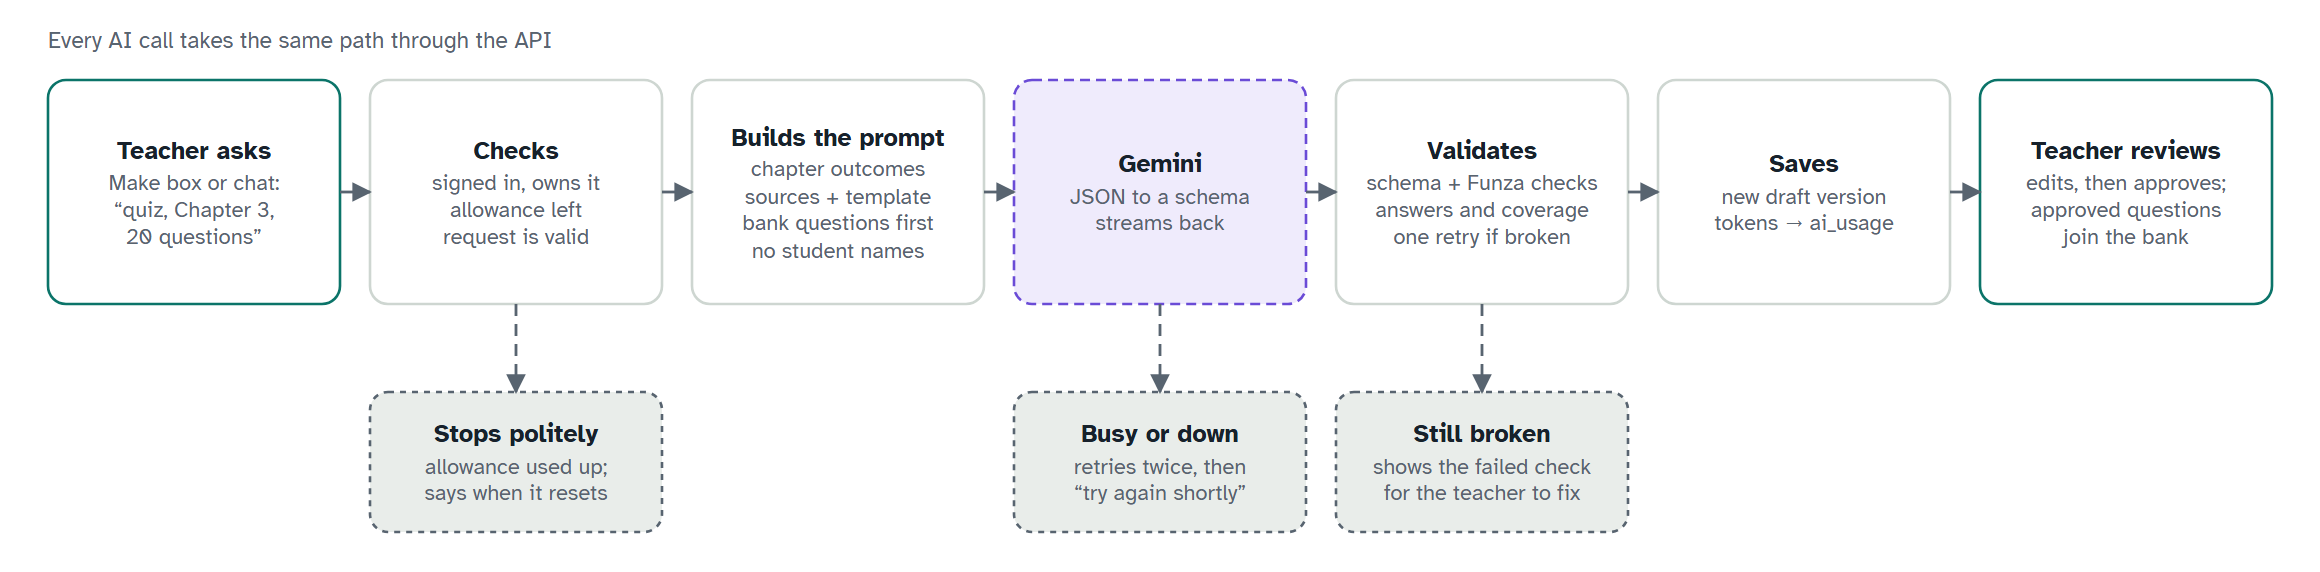 Every AI call takes the same path through the API
Teacher asks
Make box or chat:
“quiz, Chapter 3,
20 questions”
Checks
signed in, owns it
allowance left
request is valid
Builds the prompt
chapter outcomes
sources + template
bank questions first
no student names
Gemini
JSON to a schema
streams back
Validates
schema + Funza checks
answers and coverage
one retry if broken
Saves
new draft version
tokens → ai_usage
Teacher reviews
edits, then approves;
approved questions
join the bank
Stops politely
allowance used up;
says when it resets
Busy or down
retries twice, then
“try again shortly”
Still broken
shows the failed check
for the teacher to fix